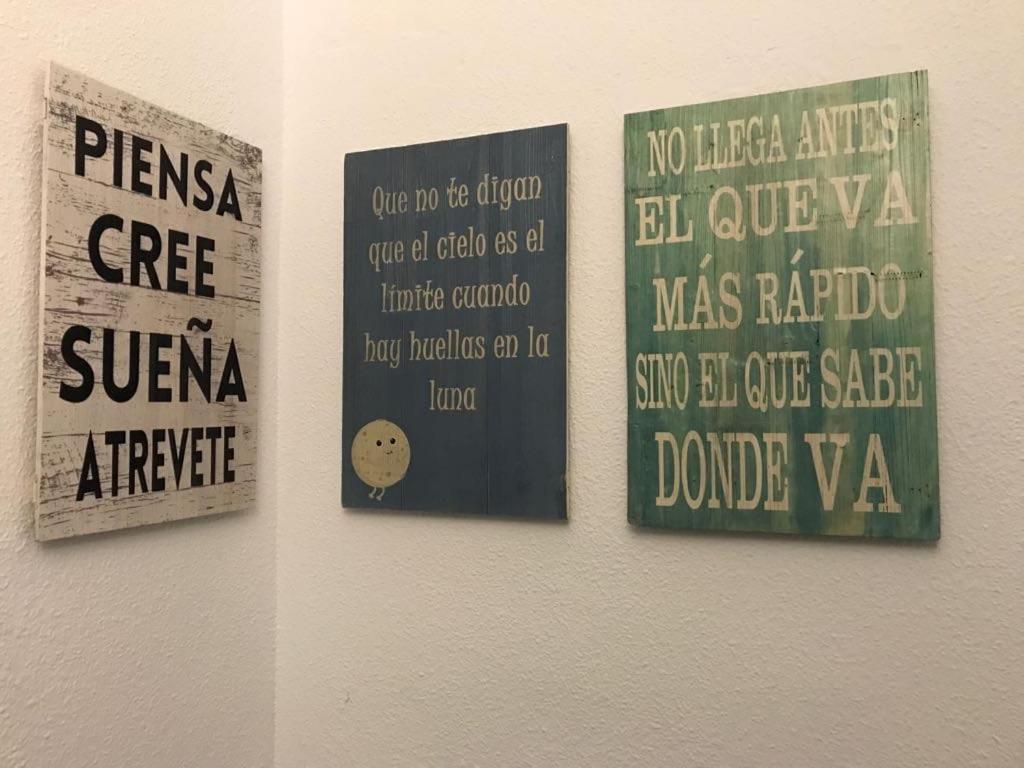 PIENSA
CREE
SUEÑA
ATREVETE
Que no te digan
que el cielo es el
límite cuando
hay huellas en la
luna
NO LLEGA ANTES
EL QUE VA
MÁS RÁPIDO
SINO EL QUE SABE
DONDE VA